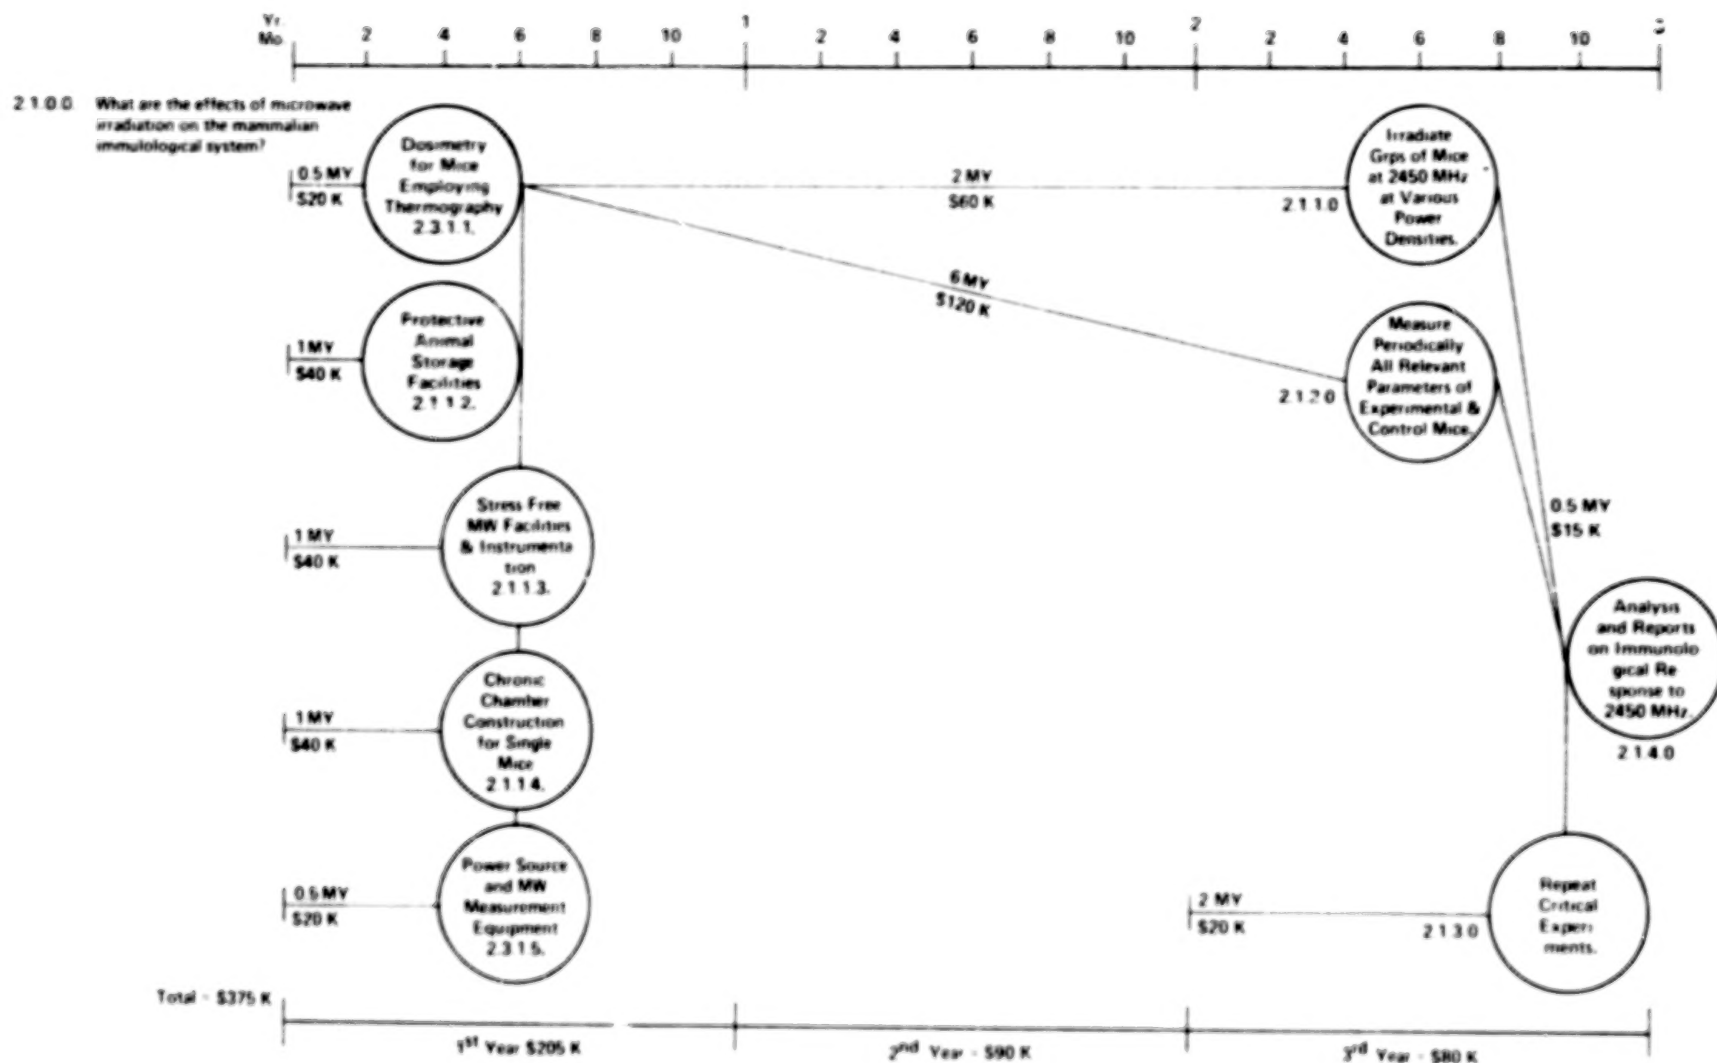 Yr.
1
2
Mo
2
4
6
8
10
2
4
6
8
10
2
4
6
8
10
2.1.0.0. What are the effects of microwave
irradiation on the mammalian
immulological system?
0.5 MY
$20 K
Dosimetry
for Mice
Employing
Thermography
2.3.1.1.
2 MY
$60 K
2.1.1.0
Irradiate
Grps of Mice
at 2450 MHz
at Various
Power
Densities.
6 MY
$120 K
1 MY
$40 K
Protective
Animal
Storage
Facilities
2.1.1.2.
2.1.2.0
Measure
Periodically
All Relevant
Parameters of
Experimental &
Control Mice.
1 MY
$40 K
Stress Free
MW Facilities
& Instrumenta
tion
2.1.1.3.
0.5 MY
$15 K
Analysis
and Reports
on Immunolo
gical Re
sponse to
2450 MHz.
2.1.4.0
1 MY
$40 K
Chronic
Chamber
Construction
for Single
Mice
2.1.1.4.
0.5 MY
$20 K
Power Source
and MW
Measurement
Equipment
2.3.1.5.
2 MY
$20 K
2.1.3.0
Repeat
Critical
Experi
ments.
Total - $375 K
1st Year $205 K
2nd Year - $90 K
3rd Year - $80 K